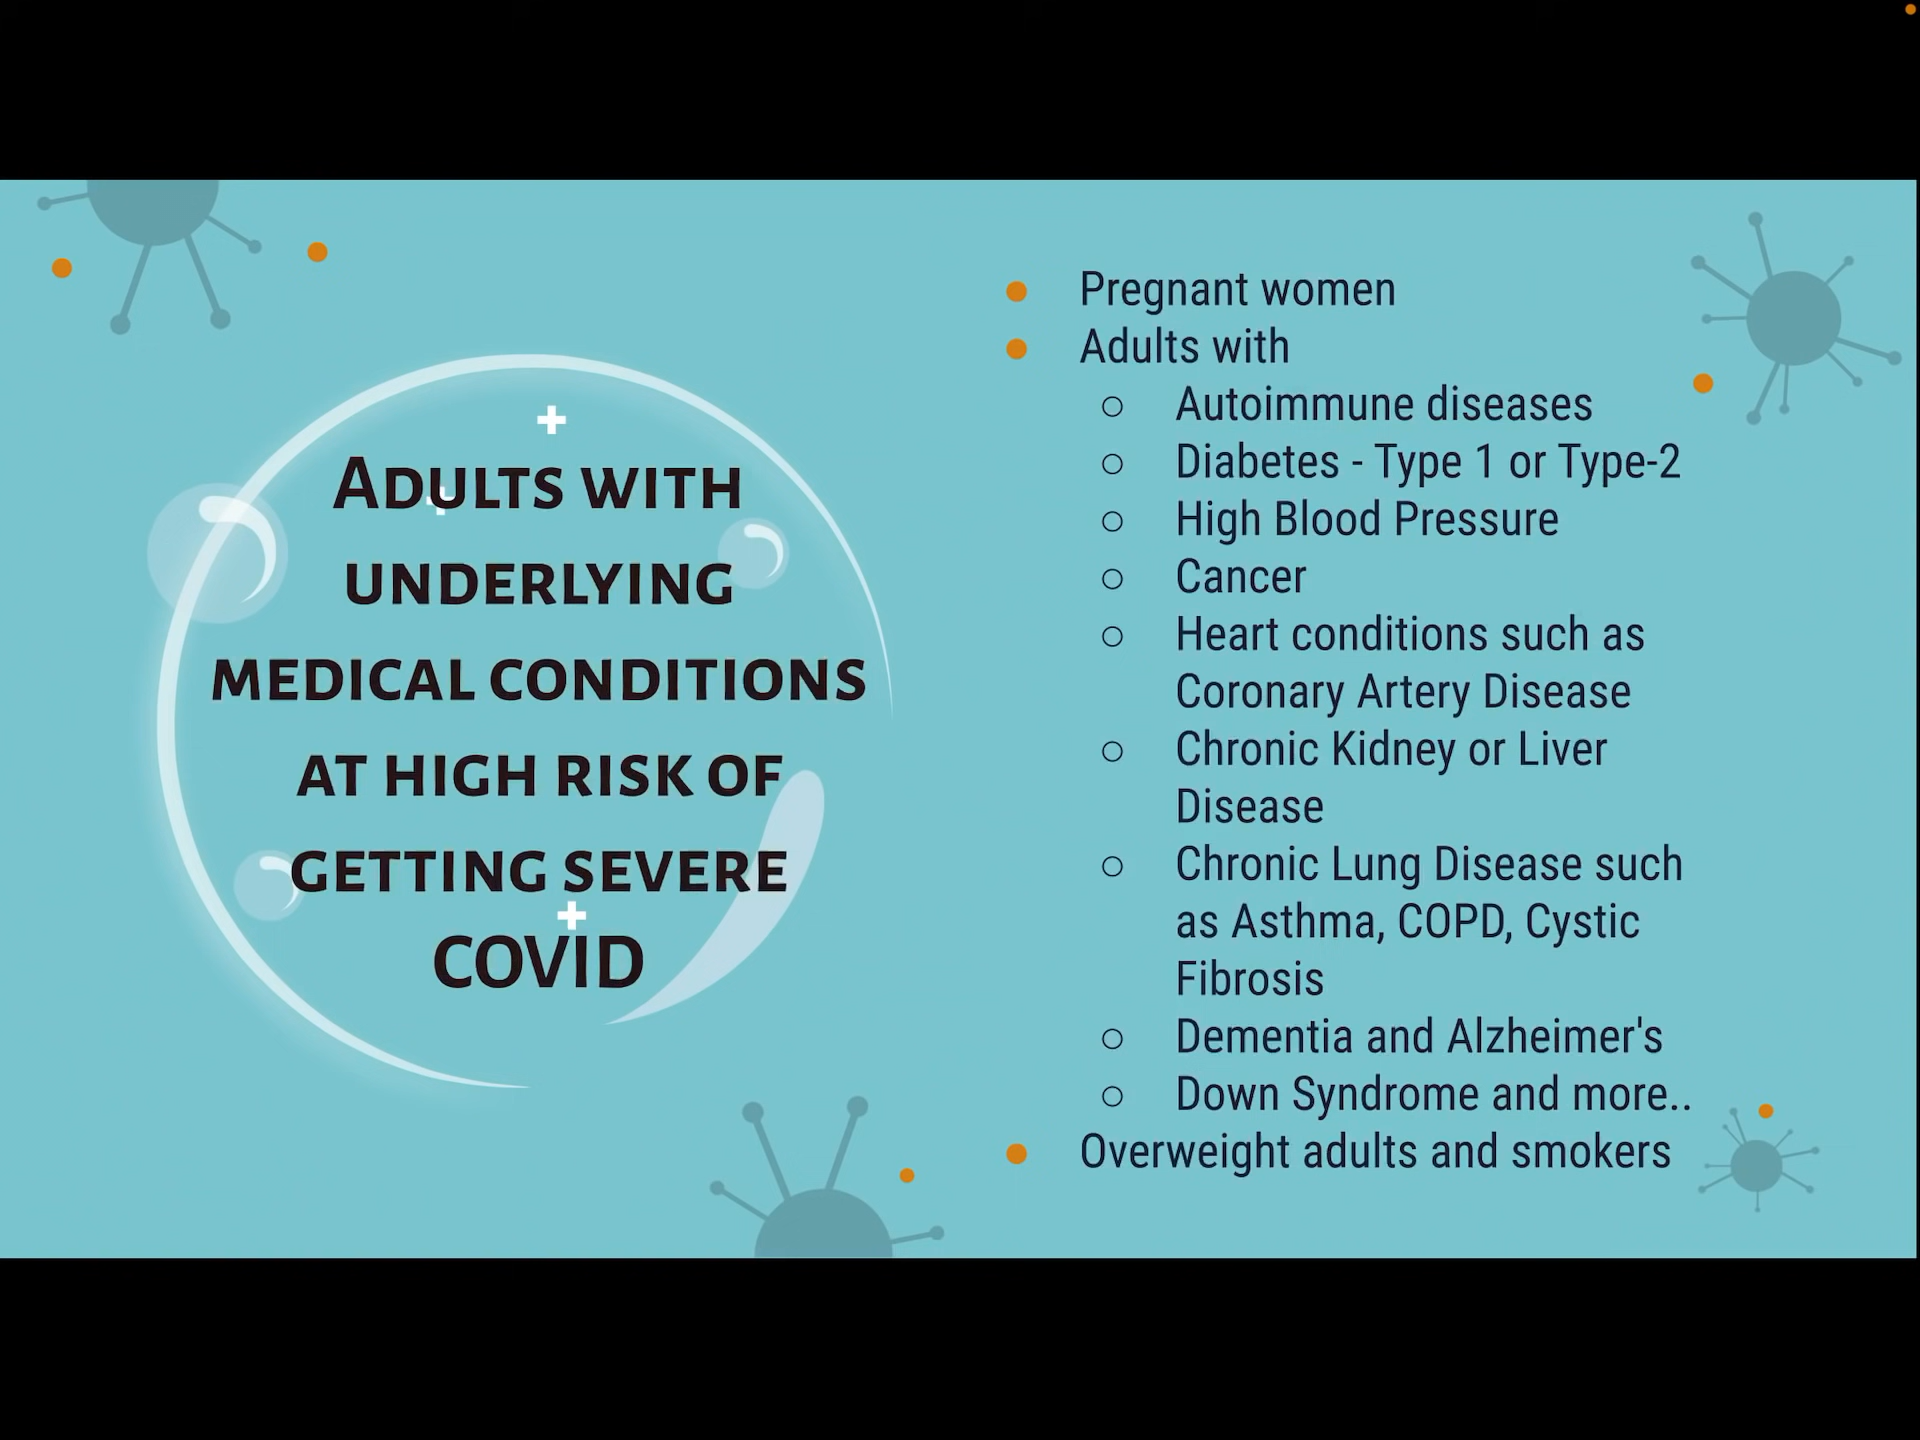 Adults with
underlying
medical conditions
at high risk of
getting severe
COVID
Pregnant women
Adults with
Autoimmune diseases
Diabetes - Type 1 or Type-2
High Blood Pressure
Cancer
Heart conditions such as
Coronary Artery Disease
Chronic Kidney or Liver
Disease
Chronic Lung Disease such
as Asthma, COPD, Cystic
Fibrosis
Dementia and Alzheimer's
Down Syndrome and more..
Overweight adults and smokers